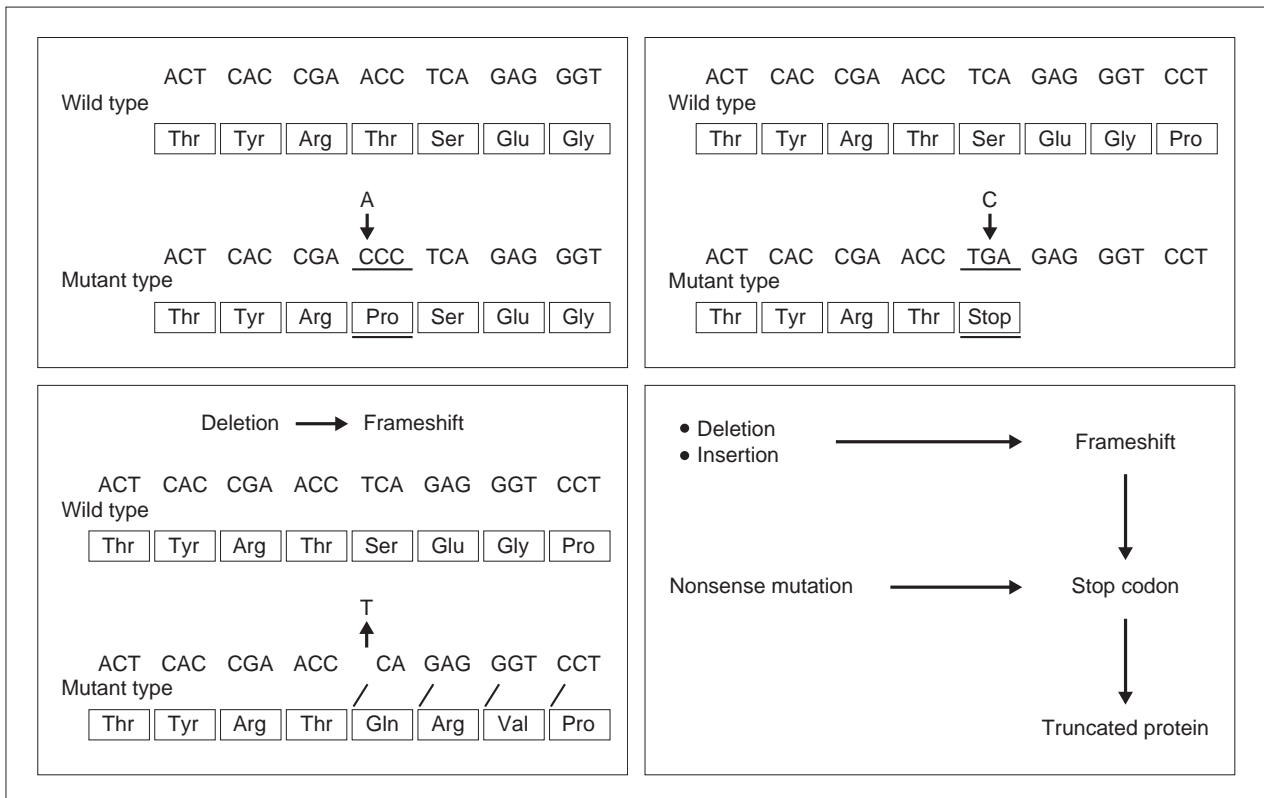 ACT CAC CGA ACC TCA GAG GGT
Wild type
Thr Tyr Arg Thr Ser Glu Gly
A
ACT CAC CGA CCC TCA GAG GGT
Mutant type
Thr Tyr Arg Pro Ser Glu Gly
ACT CAC CGA ACC TCA GAG GGT CCT
Wild type
Thr Tyr Arg Thr Ser Glu Gly Pro
C
ACT CAC CGA ACC TGA GAG GGT CCT
Mutant type
Thr Tyr Arg Thr Stop
Deletion Frameshift
ACT CAC CGA ACC TCA GAG GGT CCT
Wild type
Thr Tyr Arg Thr Ser Glu Gly Pro
T
ACT CAC CGA ACC CA GAG GGT CCT
Mutant type
Thr Tyr Arg Thr Gln Arg Val Pro
• Deletion
• Insertion
Frameshift
Nonsense mutation Stop codon
Truncated protein